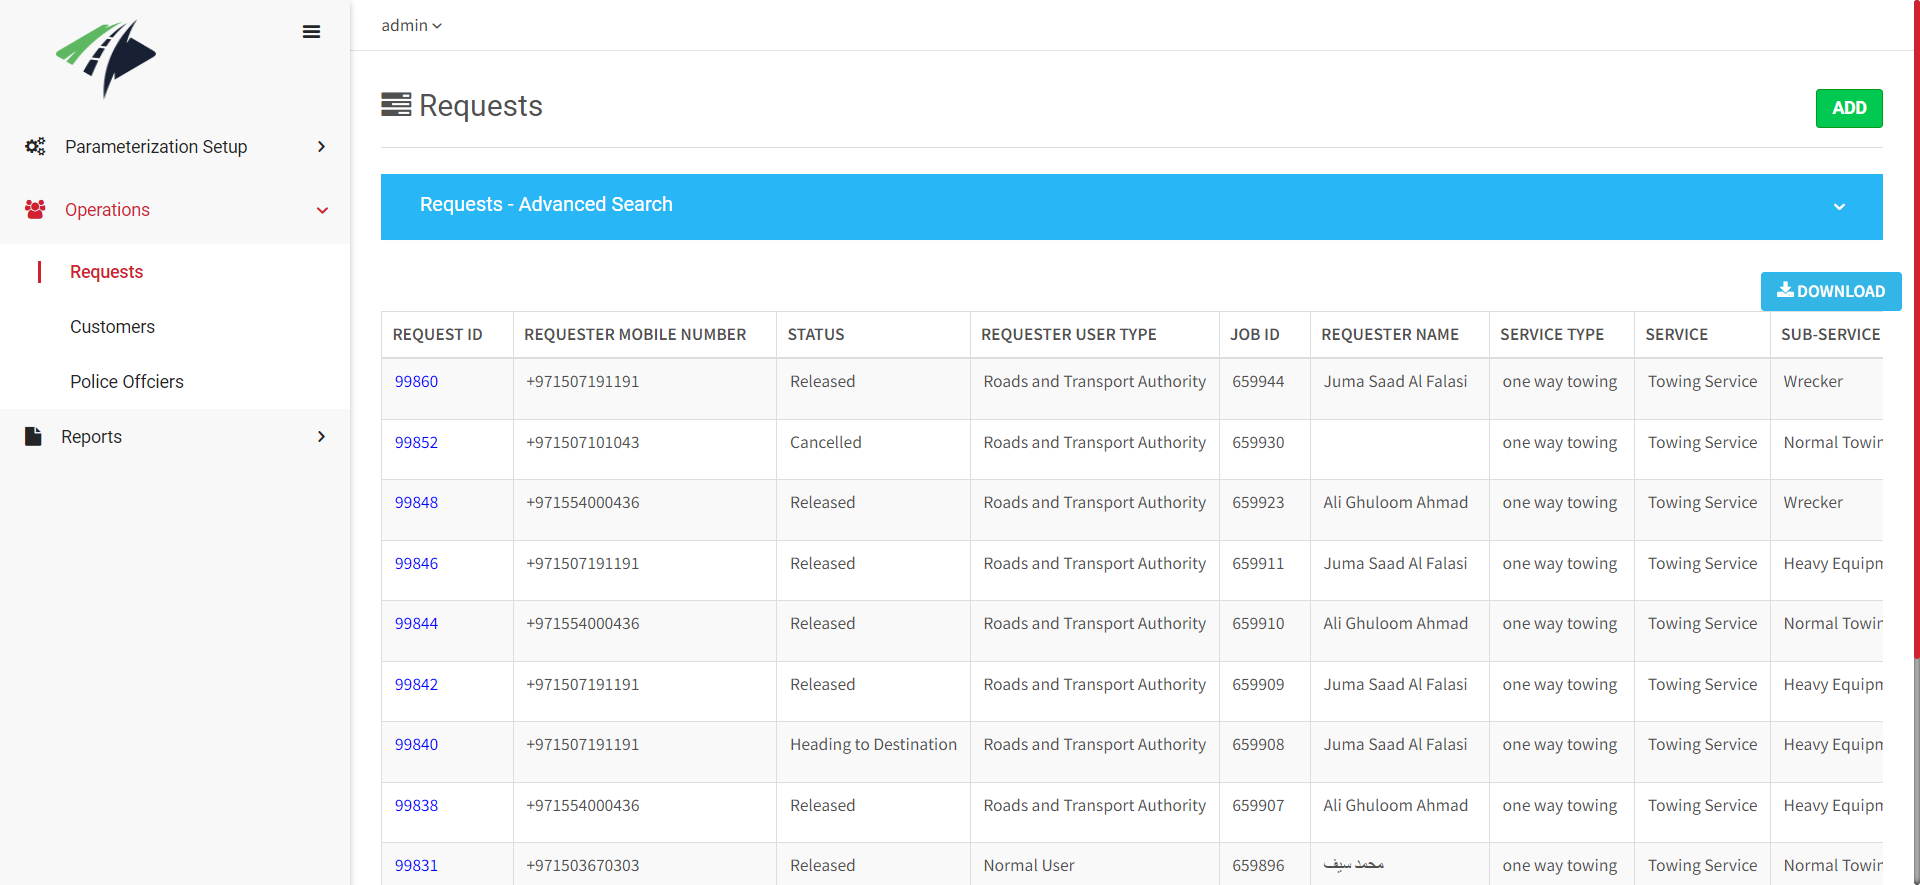 admin
Requests
ADD
Parameterization Setup
Operations
Requests
Customers
Police Offciers
Reports
Requests - Advanced Search
DOWNLOAD
REQUEST ID REQUESTER MOBILE NUMBER STATUS REQUESTER USER TYPE JOB ID REQUESTER NAME SERVICE TYPE SERVICE SUB-SERVICE
99860 +971507191191 Released Roads and Transport Authority 659944 Juma Saad Al Falasi one way towing Towing Service Wrecker
99852 +971507101043 Cancelled Roads and Transport Authority 659930 one way towing Towing Service Normal Towin
99848 +971554000436 Released Roads and Transport Authority 659923 Ali Ghuloom Ahmad one way towing Towing Service Wrecker
99846 +971507191191 Released Roads and Transport Authority 659911 Juma Saad Al Falasi one way towing Towing Service Heavy Equipm
99844 +971554000436 Released Roads and Transport Authority 659910 Ali Ghuloom Ahmad one way towing Towing Service Normal Towin
99842 +971507191191 Released Roads and Transport Authority 659909 Juma Saad Al Falasi one way towing Towing Service Heavy Equipm
99840 +971507191191 Heading to Destination Roads and Transport Authority 659908 Juma Saad Al Falasi one way towing Towing Service Heavy Equipm
99838 +971554000436 Released Roads and Transport Authority 659907 Ali Ghuloom Ahmad one way towing Towing Service Heavy Equipm
99831 +971503670303 Released Normal User 659896 محمد سيف one way towing Towing Service Normal Towin